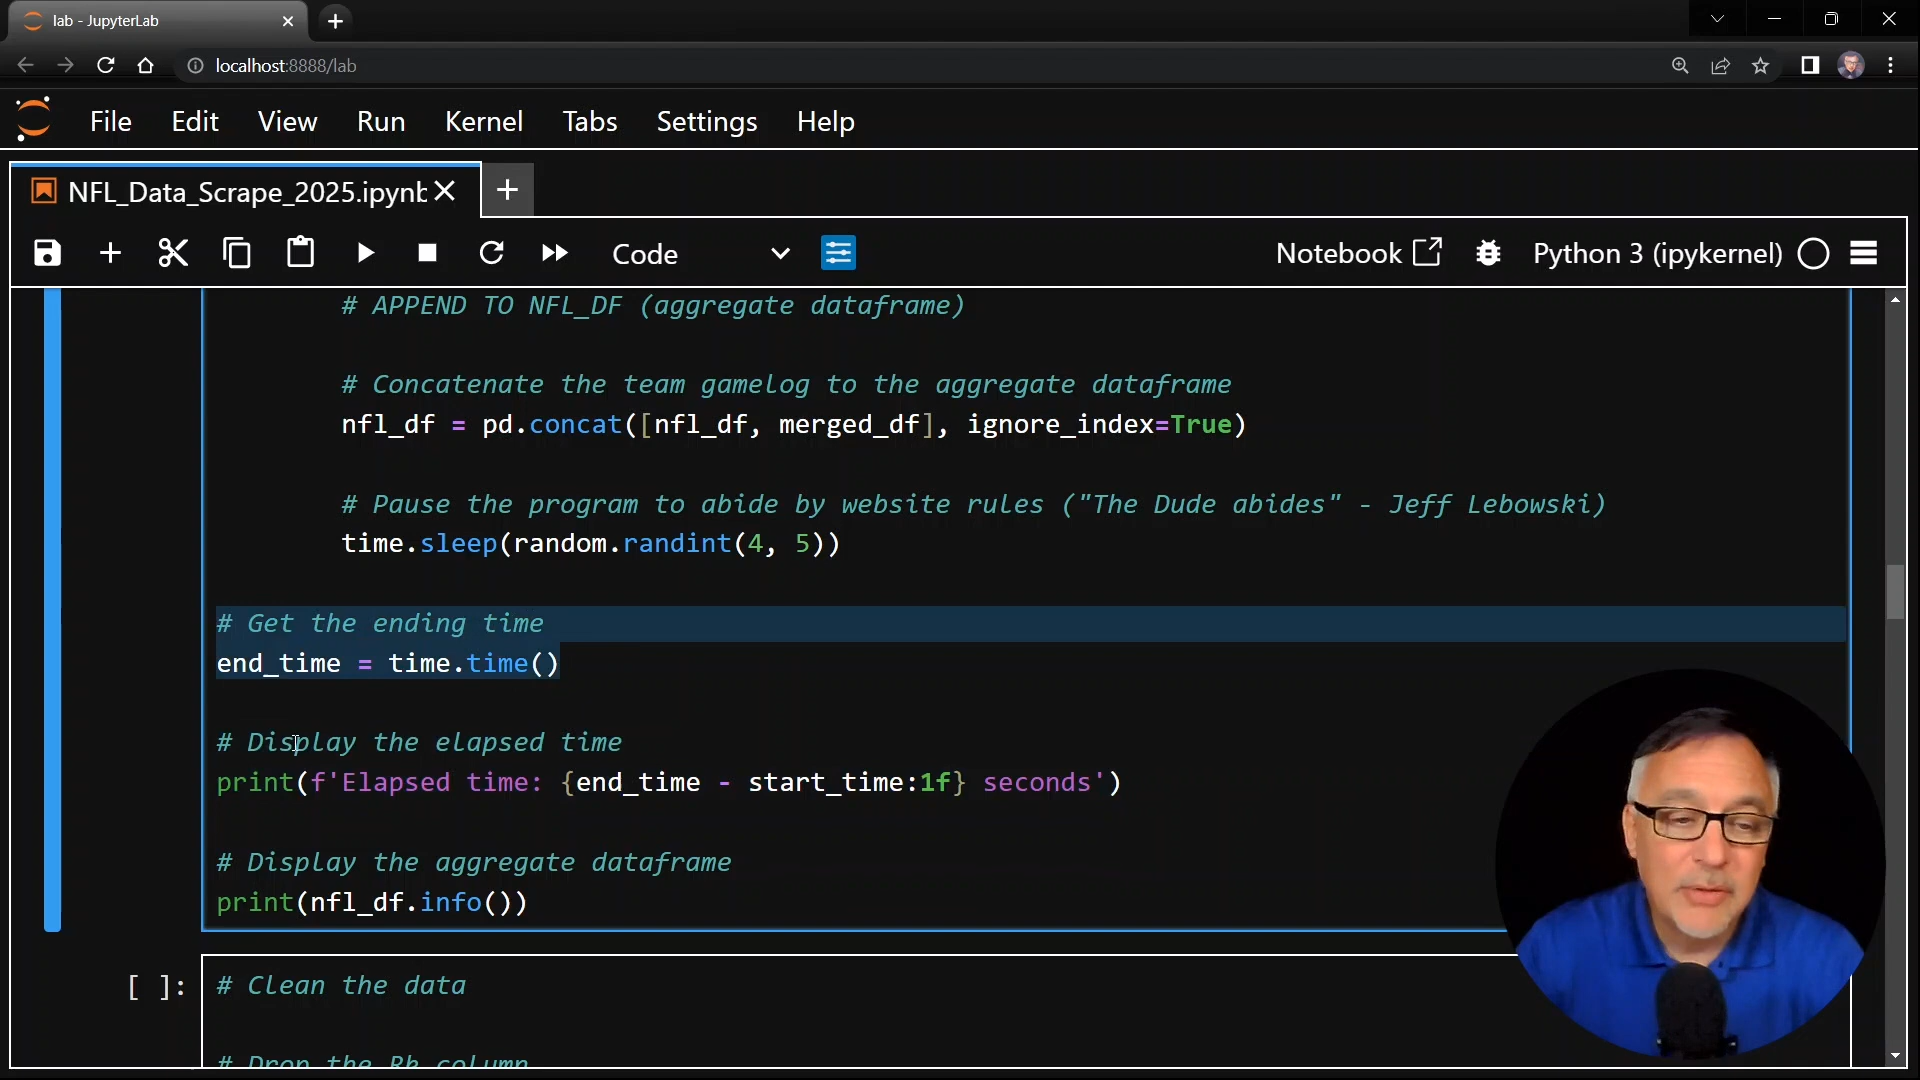 lab - JupyterLab
localhost:8888/lab
File Edit View Run Kernel Tabs Settings Help
NFL_Data_Scrape_2025.ipynb
Code Notebook Python 3 (ipykernel)
# APPEND TO NFL_DF (aggregate dataframe)
# Concatenate the team gamelog to the aggregate dataframe
nfl_df = pd.concat([nfl_df, merged_df], ignore_index=True)
# Pause the program to abide by website rules ("The Dude abides" - Jeff Lebowski)
time.sleep(random.randint(4, 5))
# Get the ending time
end_time = time.time()
# Display the elapsed time
print(f'Elapsed time: {end_time - start_time:1f} seconds')
# Display the aggregate dataframe
print(nfl_df.info())
[ ]: # Clean the data
# Drop the Rk column